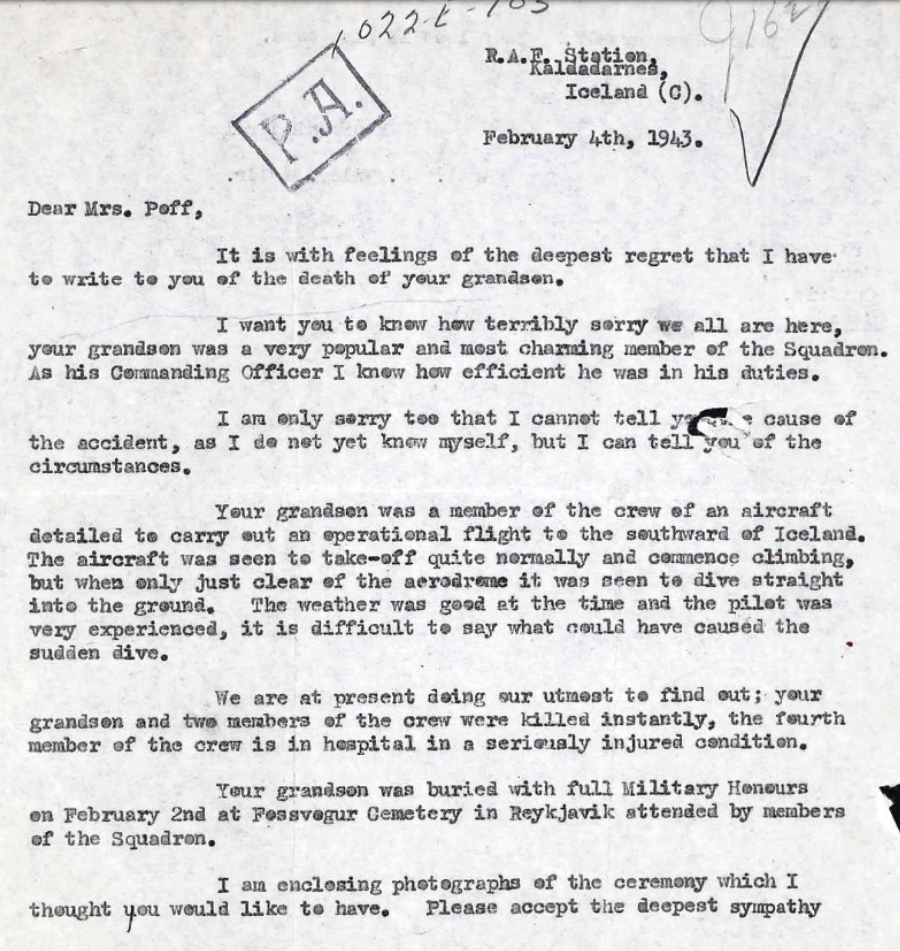 P.A.
R.A.F. Station,
Kaldadarnes,
Iceland (C).
February 4th, 1943.
Dear Mrs. Poff,
It is with feelings of the deepest regret that I have
to write to you of the death of your grandson.
I want you to know how terribly sorry we all are here,
your grandson was a very popular and most charming member of the Squadron.
As his Commanding Officer I know how efficient he was in his duties.
I am only sorry too that I cannot tell cause of
the accident, as I do not yet know myself, but I can tell you of the
circumstances.
Your grandson was a member of the crew of an aircraft
detailed to carry out an operational flight to the southward of Iceland.
The aircraft was seen to take-off quite normally and commence climbing,
but when only just clear of the aerodrome it was seen to dive straight
into the ground. The weather was good at the time and the pilot was
very experienced, it is difficult to say what could have caused the
sudden dive.
We are at present doing our utmost to find out; your
grandson and two members of the crew were killed instantly, the fourth
member of the crew is in hospital in a seriously injured condition.
Your grandson was buried with full Military Honours
on February 2nd at Fossvogur Cemetery in Reykjavik attended by members
of the Squadron.
I am enclosing photographs of the ceremony which I
thought you would like to have. Please accept the deepest sympathy